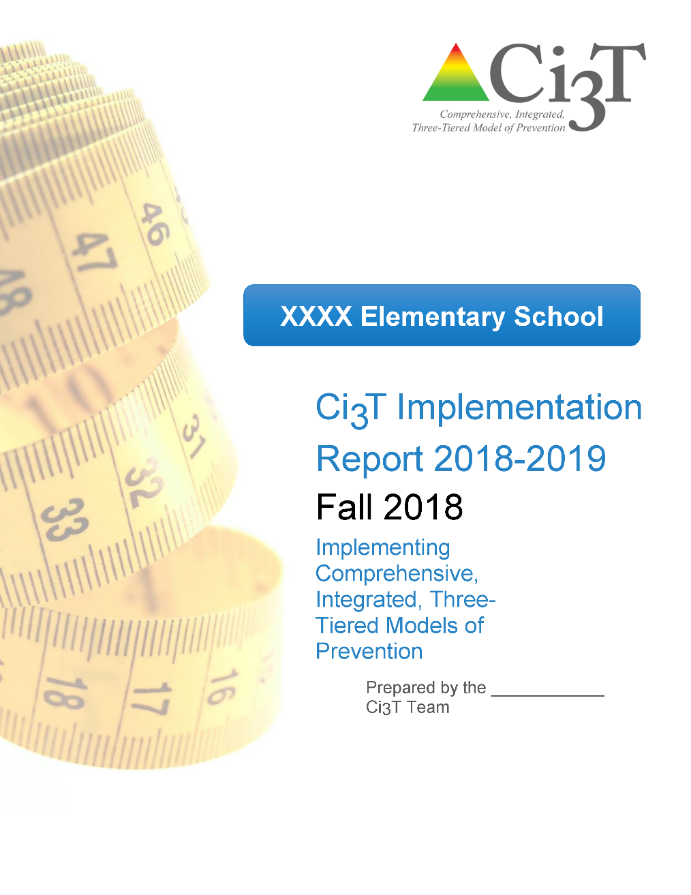 Ci3T
Comprehensive, Integrated,
Three-Tiered Model of Prevention
46
47
48
10
31
32
33
XXXX Elementary School
Ci3T Implementation
Report 2018-2019
Fall 2018
Implementing
Comprehensive,
Integrated, Three-
Tiered Models of
Prevention
Prepared by the ____________
Ci3T Team
18
17
16